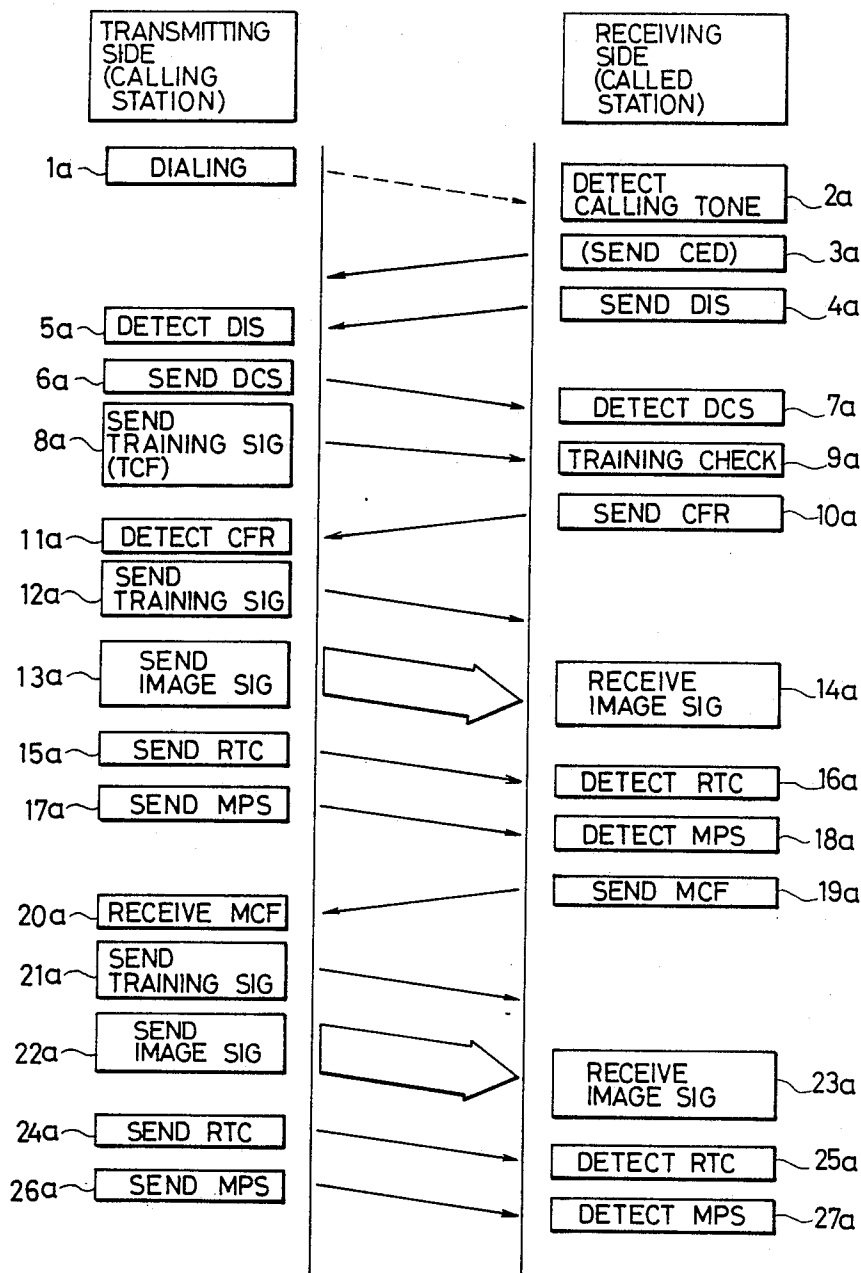 TRANSMITTING
SIDE
(CALLING
STATION)
RECEIVING
SIDE
(CALLED
STATION)
1a
DIALING
DETECT
CALLING TONE
2a
(SEND CED)
3a
SEND DIS
4a
5a
DETECT DIS
6a
SEND DCS
DETECT DCS
7a
8a
SEND
TRAINING SIG
(TCF)
TRAINING CHECK
9a
SEND CFR
10a
11a
DETECT CFR
12a
SEND
TRAINING SIG
13a
SEND
IMAGE SIG
RECEIVE
IMAGE SIG
14a
15a
SEND RTC
DETECT RTC
16a
17a
SEND MPS
DETECT MPS
18a
SEND MCF
19a
20a
RECEIVE MCF
21a
SEND
TRAINING SIG
22a
SEND
IMAGE SIG
RECEIVE
IMAGE SIG
23a
24a
SEND RTC
DETECT RTC
25a
26a
SEND MPS
DETECT MPS
27a